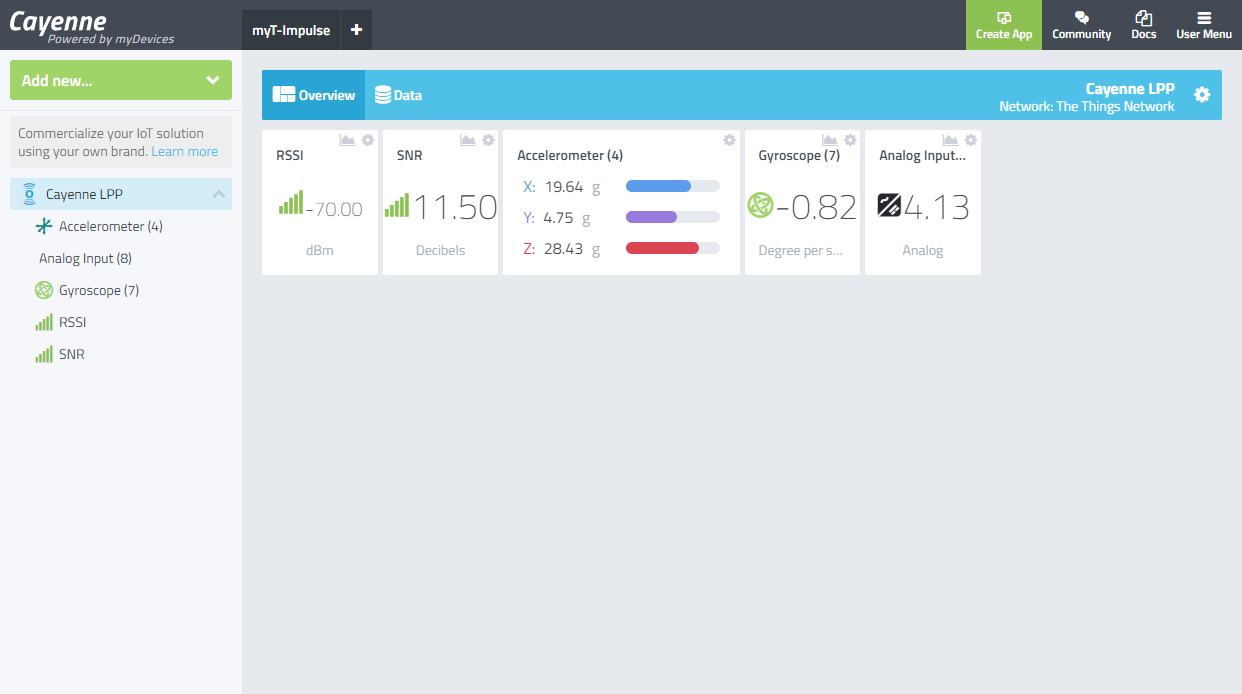 Cayenne
Powered by myDevices
myT-Impulse
+
Create App
Community
Docs
User Menu
Add new...
Commercialize your IoT solution
using your own brand. Learn more
Cayenne LPP
Accelerometer (4)
Analog Input (8)
Gyroscope (7)
RSSI
SNR
Overview
Data
Cayenne LPP
Network: The Things Network
RSSI
-70.00
dBm
SNR
11.50
Decibels
Accelerometer (4)
X: 19.64 g
Y: 4.75 g
Z: 28.43 g
Gyroscope (7)
-0.82
Degree per s...
Analog Input...
4.13
Analog